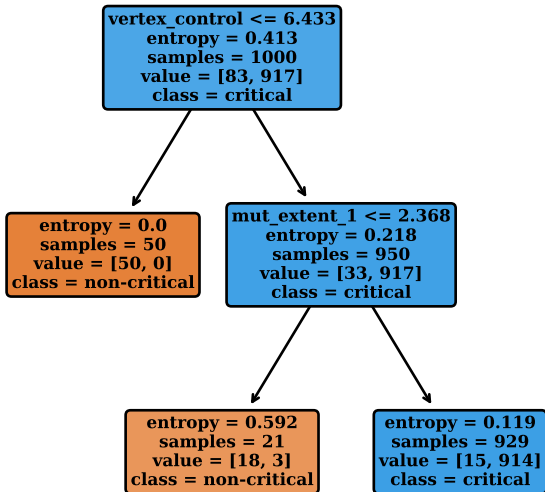 vertex_control <= 6.433
entropy = 0.413
samples = 1000
value = [83, 917]
class = critical
entropy = 0.0
samples = 50
value = [50, 0]
class = non-critical
mut_extent_1 <= 2.368
entropy = 0.218
samples = 950
value = [33, 917]
class = critical
entropy = 0.592
samples = 21
value = [18, 3]
class = non-critical
entropy = 0.119
samples = 929
value = [15, 914]
class = critical